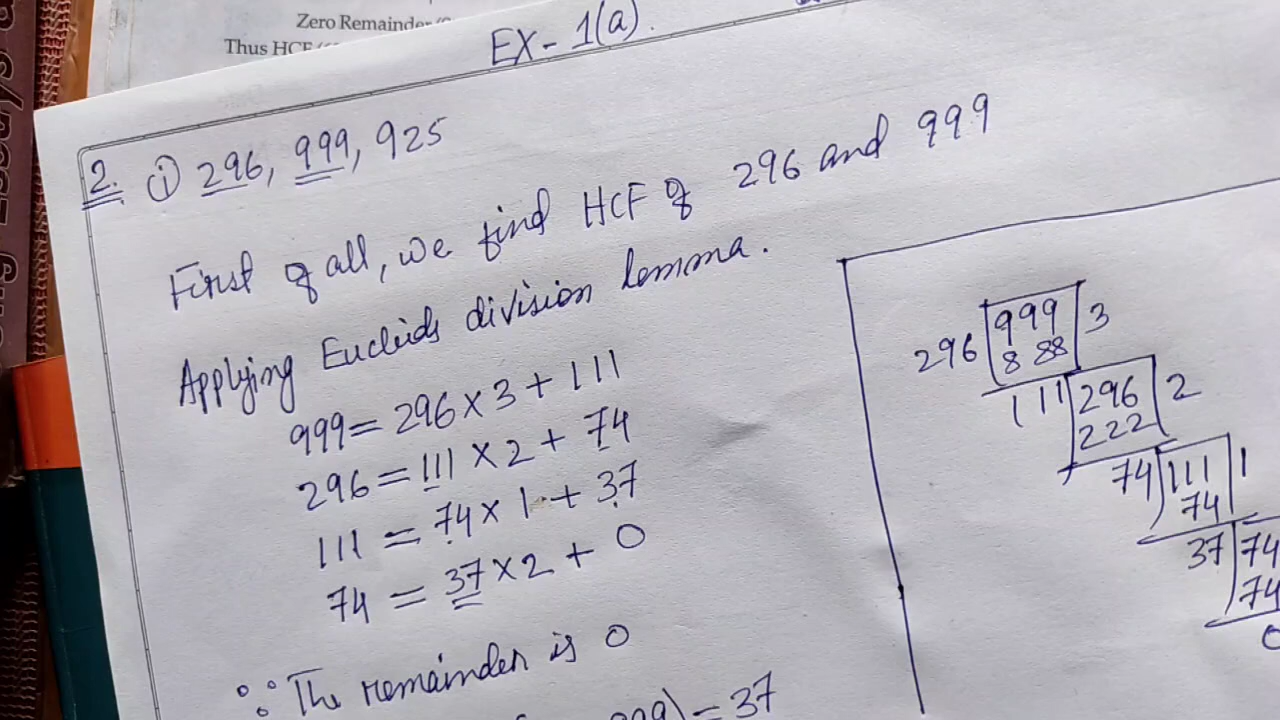 Zero Remainder
Thus HCF
EX-1(a).
2. (i) 296, 999, 925
First of all, we find HCF of 296 and 999
Applying Euclids division lemma.
999 = 296 × 3 + 111
296 = 111 × 2 + 74
111 = 74 × 1 + 37
74 = 37 × 2 + 0
∵ The remainder is 0
999) = 37
296 999 3
888
111 296 2
222
74 111 1
74
37 74
74
0